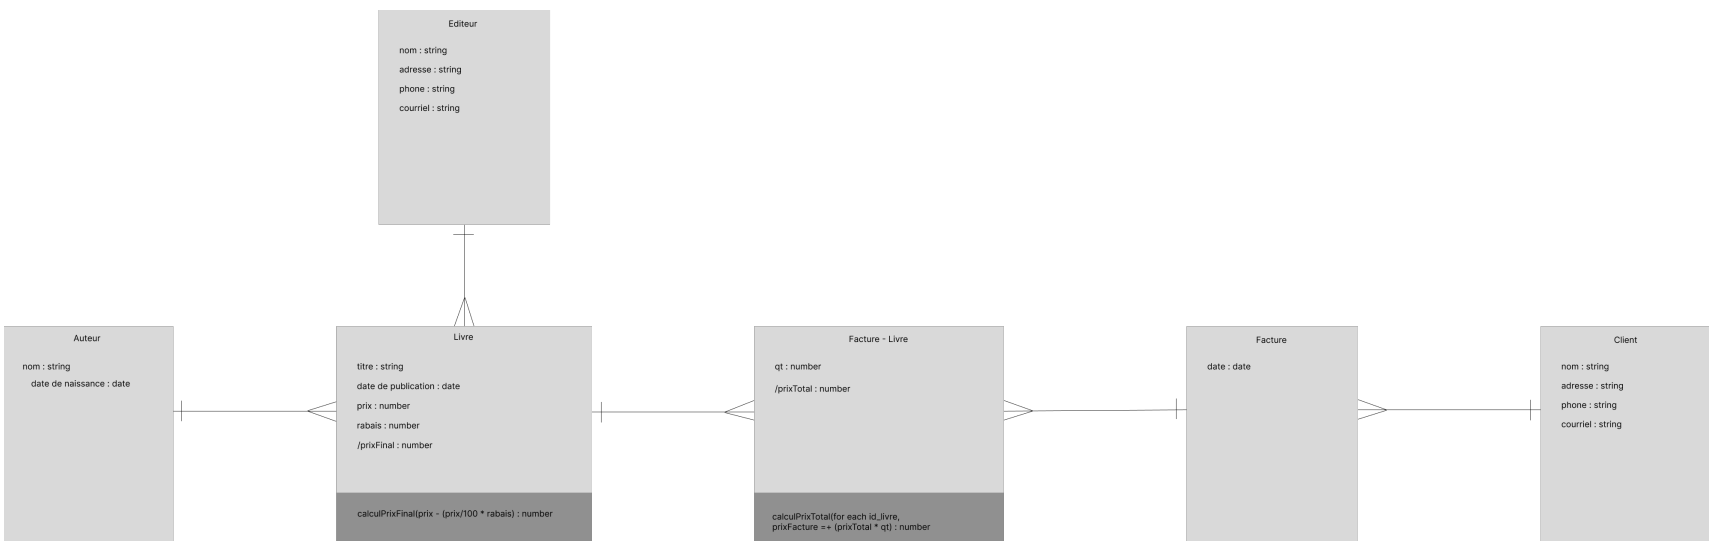 Editeur
nom : string
adresse : string
phone : string
courriel : string
Auteur
nom : string
date de naissance : date
Livre
titre : string
date de publication : date
prix : number
rabais : number
/prixFinal : number
calculPrixFinal(prix - (prix/100 * rabais) : number
Facture - Livre
qt : number
/prixTotal : number
calculPrixTotal(for each id_livre,
prixFacture =+ (prixTotal * qt) : number
Facture
date : date
Client
nom : string
adresse : string
phone : string
courriel : string